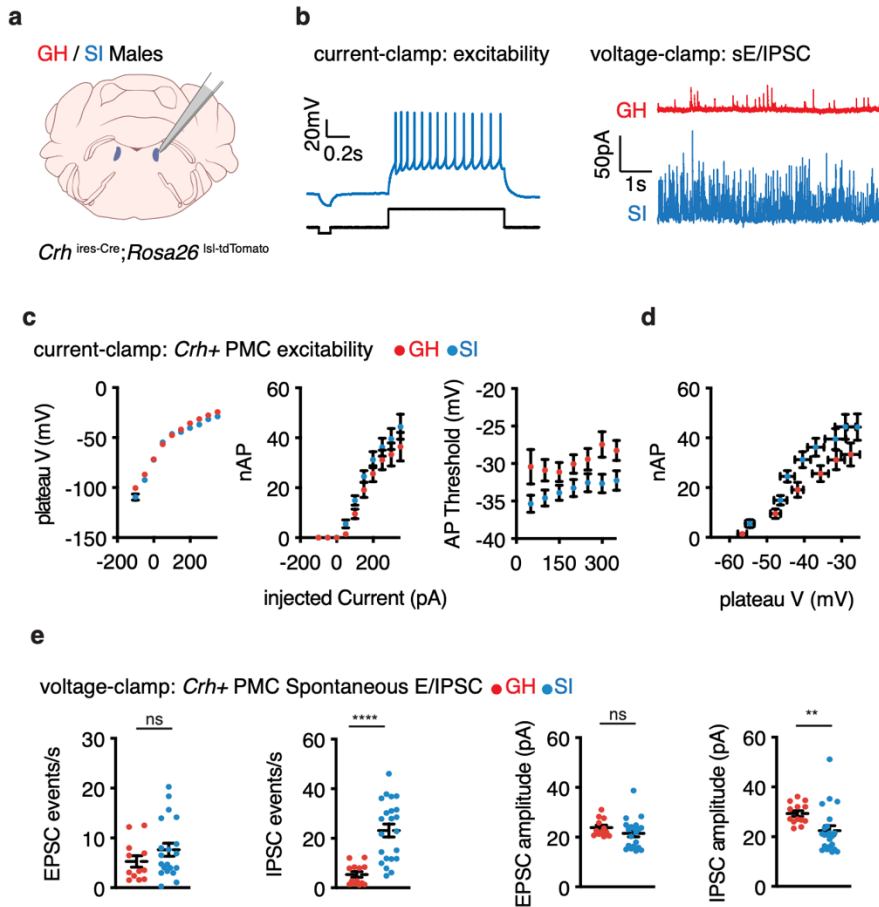 a
GH / SI Males
Crh ires-Cre;Rosa26 lsl-tdTomato
b
current-clamp: excitability
20mV
0.2s
voltage-clamp: sE/IPSC
GH
50pA
1s
SI
c
current-clamp: Crh+ PMC excitability GH SI
plateau V (mV)
0
-50
-100
-150
-200 0 200
nAP
60
40
20
0
-200 0 200
AP Threshold (mV)
-20
-25
-30
-35
-40
0 150 300
injected Current (pA)
d
nAP
60
40
20
0
-60 -50 -40 -30
plateau V (mV)
e
voltage-clamp: Crh+ PMC Spontaneous E/IPSC GH SI
EPSC events/s
ns
30
20
10
0
IPSC events/s
****
60
40
20
0
EPSC amplitude (pA)
ns
60
40
20
0
IPSC amplitude (pA)
**
60
40
20
0